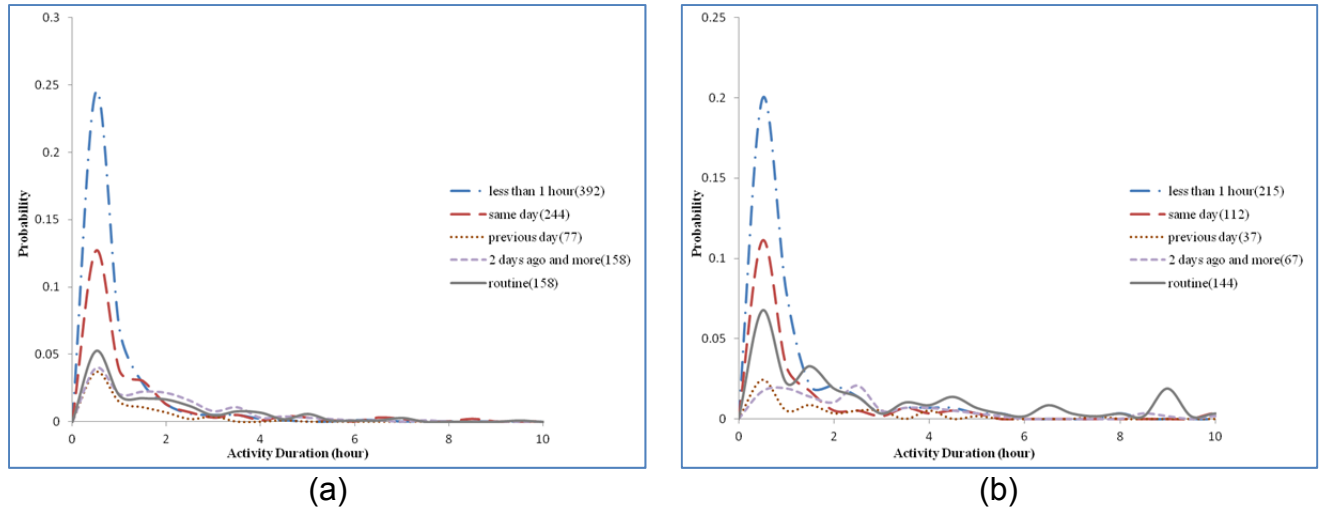 0.3
0.25
0.2
0.15
0.1
0.05
0
0
2
4
6
8
10
Probability
Activity Duration (hour)
less than 1 hour(392)
same day(244)
previous day(77)
2 days ago and more(158)
routine(158)
(a)
0.25
0.2
0.15
0.1
0.05
0
0
2
4
6
8
10
Probability
Activity Duration (hour)
less than 1 hour(215)
same day(112)
previous day(37)
2 days ago and more(67)
routine(144)
(b)